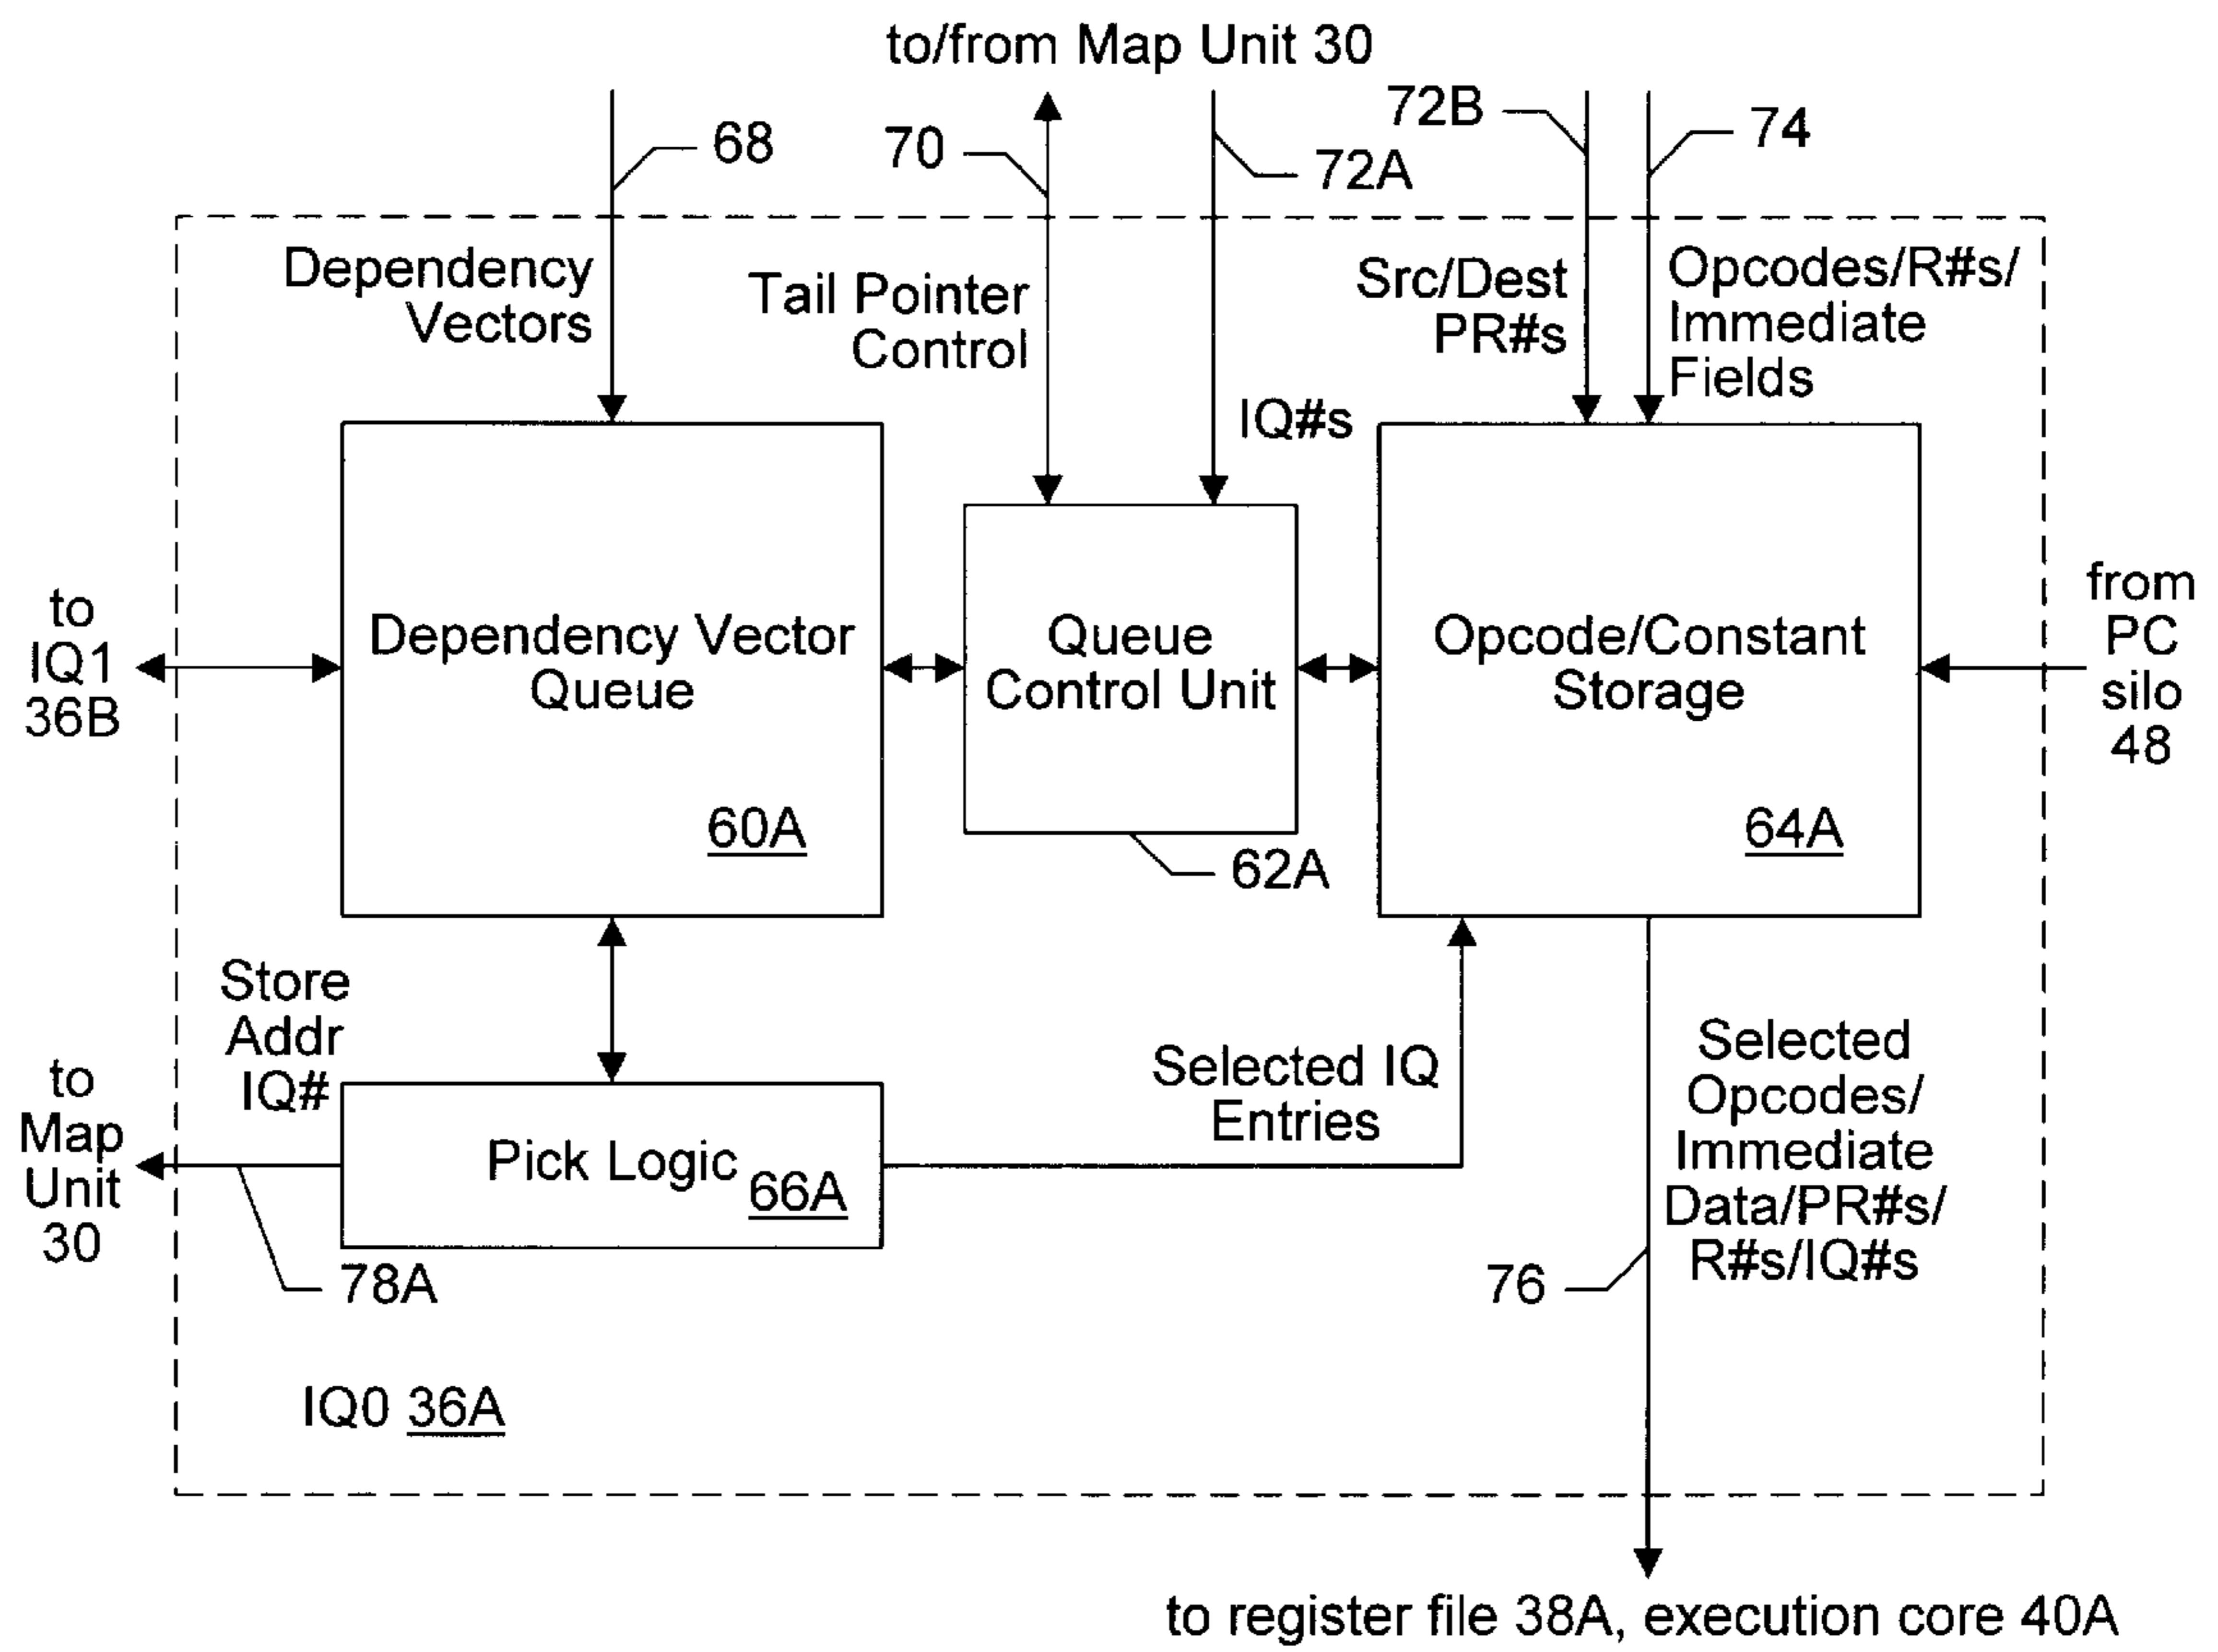 to/from Map Unit 30
72B
74
68
70
72A
Dependency
Vectors
Tail Pointer
Control
Src/Dest
PR#s
Opcodes/R#s/
Immediate
Fields
IQ#s
to
IQ1
36B
Dependency Vector
Queue
60A
Queue
Control Unit
62A
Opcode/Constant
Storage
64A
from
PC
silo
48
Store
Addr
IQ#
to
Map
Unit
30
Pick Logic 66A
78A
Selected IQ
Entries
Selected
Opcodes/
Immediate
Data/PR#s/
R#s/IQ#s
76
IQ0 36A
to register file 38A, execution core 40A